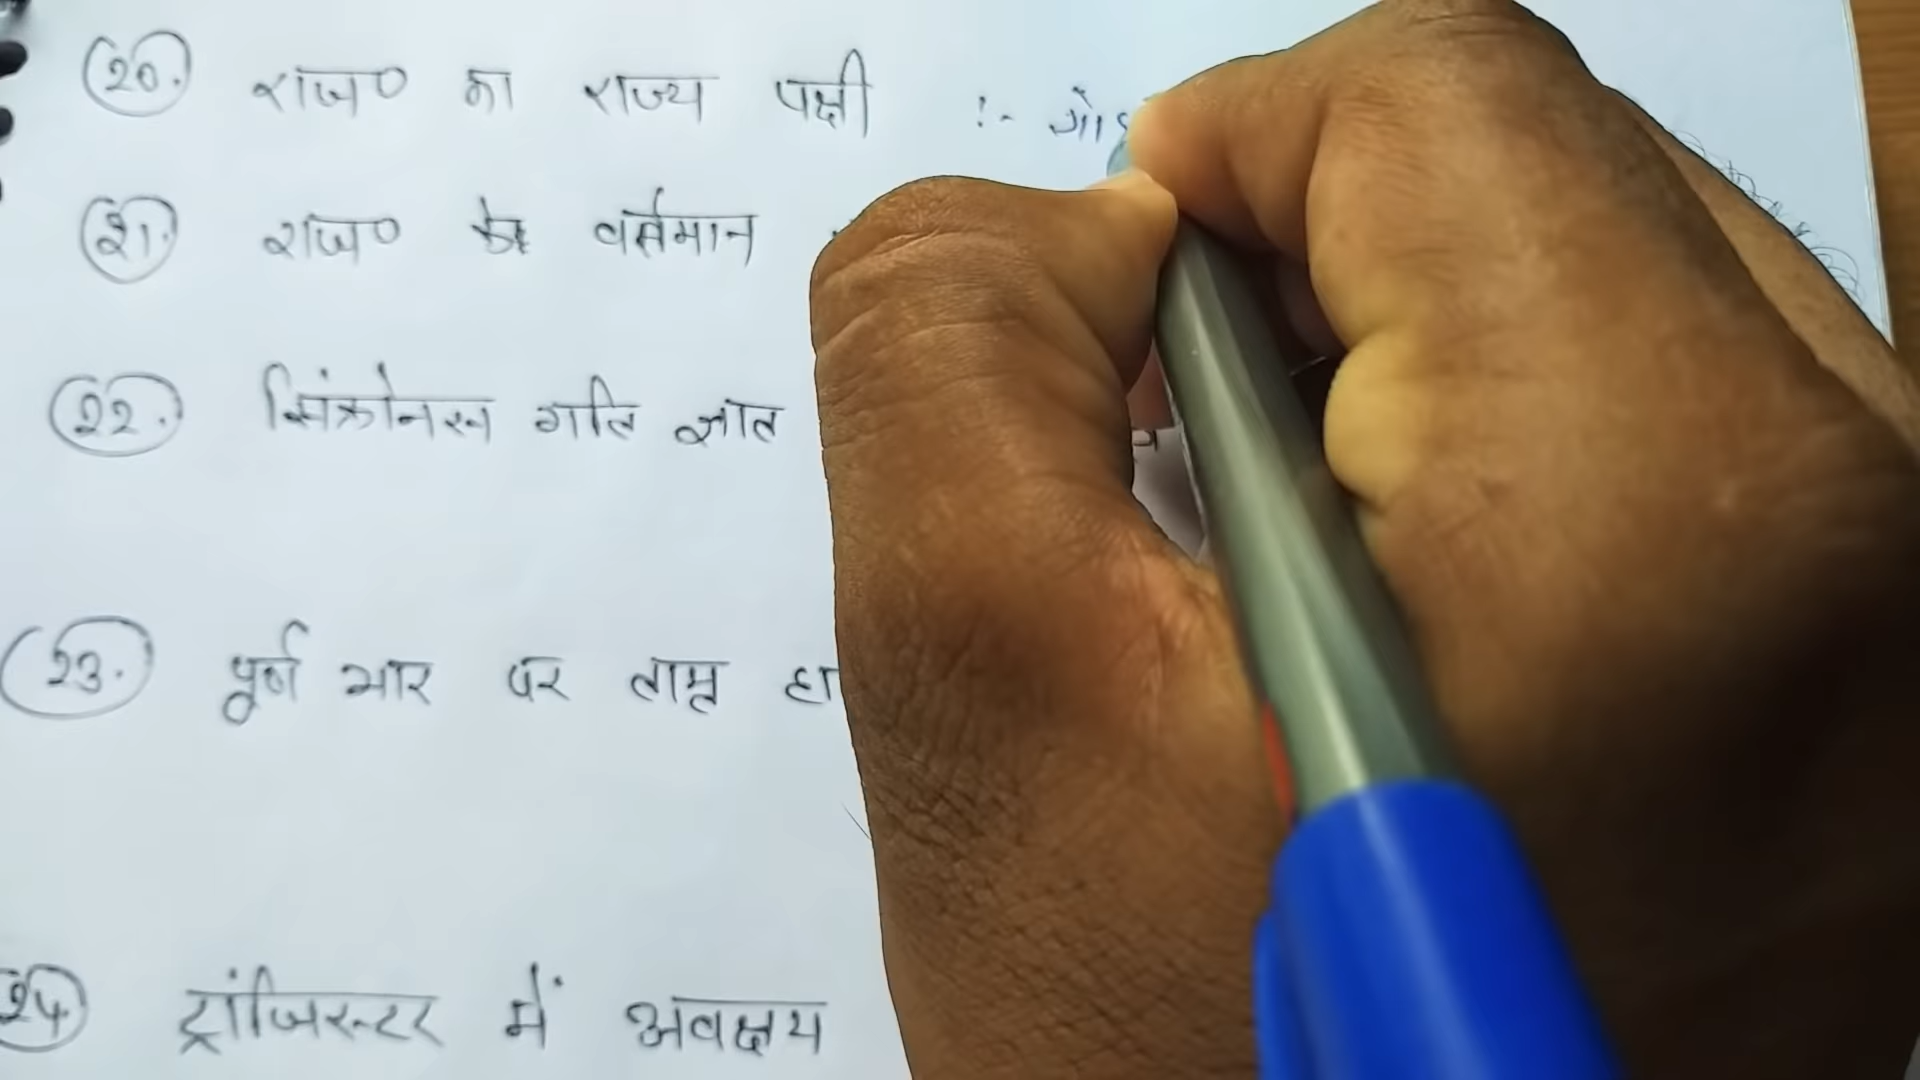 20. राज० का राज्य पक्षी :- गो
21. राज० के वर्तमान
22. सिंक्रोनस गति ज्ञात
23. पूर्ण भार पर ताम्र हा
24. ट्रांजिस्टर में अवक्षय